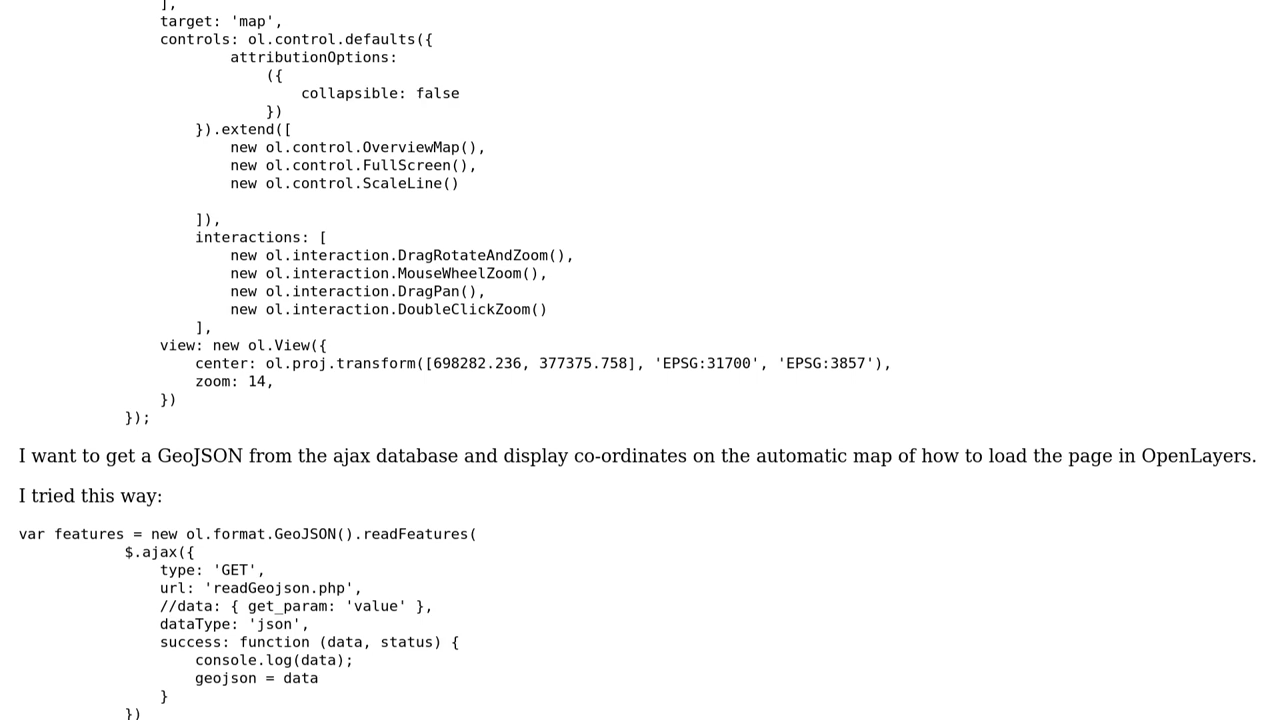 ],
target: 'map',
controls: ol.control.defaults({
attributionOptions:
({
collapsible: false
})
}).extend([
new ol.control.OverviewMap(),
new ol.control.FullScreen(),
new ol.control.ScaleLine()
]),
interactions: [
new ol.interaction.DragRotateAndZoom(),
new ol.interaction.MouseWheelZoom(),
new ol.interaction.DragPan(),
new ol.interaction.DoubleClickZoom()
],
view: new ol.View({
center: ol.proj.transform([698282.236, 377375.758], 'EPSG:31700', 'EPSG:3857'),
zoom: 14,
})
});
I want to get a GeoJSON from the ajax database and display co-ordinates on the automatic map of how to load the page in OpenLayers.
I tried this way:
var features = new ol.format.GeoJSON().readFeatures(
$.ajax({
type: 'GET',
url: 'readGeojson.php',
//data: { get_param: 'value' },
dataType: 'json',
success: function (data, status) {
console.log(data);
geojson = data
}
})